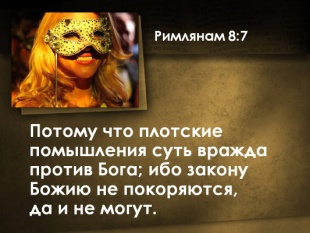 Римлянам 8:7
Потому что плотские
помышления суть вражда
против Бога; ибо закону
Божию не покоряются,
да и не могут.